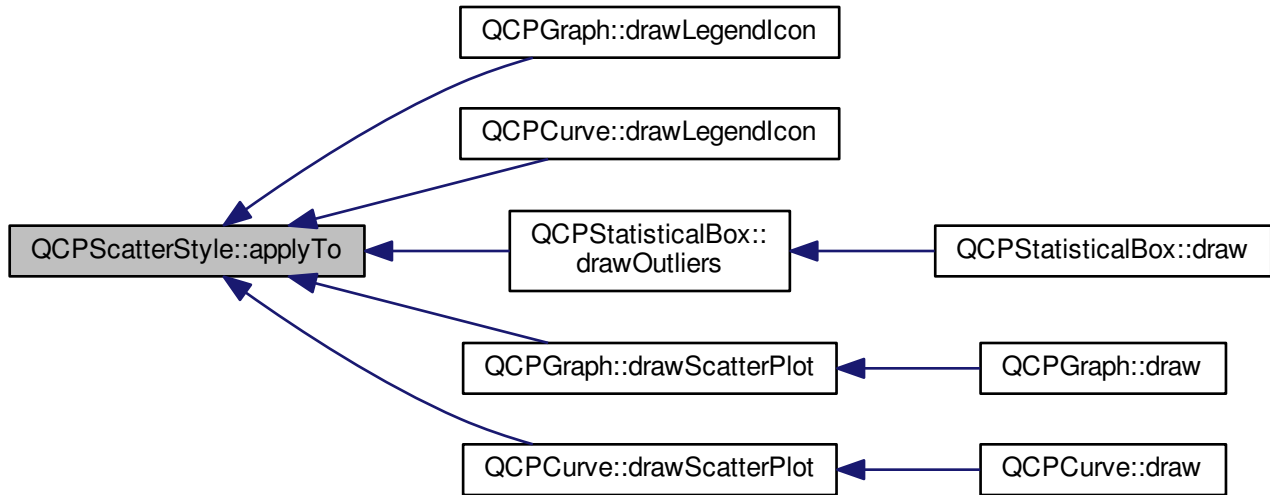 QCPGraph::drawLegendIcon
QCPCurve::drawLegendIcon
QCPScatterStyle::applyTo
QCPStatisticalBox::
drawOutliers
QCPStatisticalBox::draw
QCPGraph::drawScatterPlot
QCPGraph::draw
QCPCurve::drawScatterPlot
QCPCurve::draw